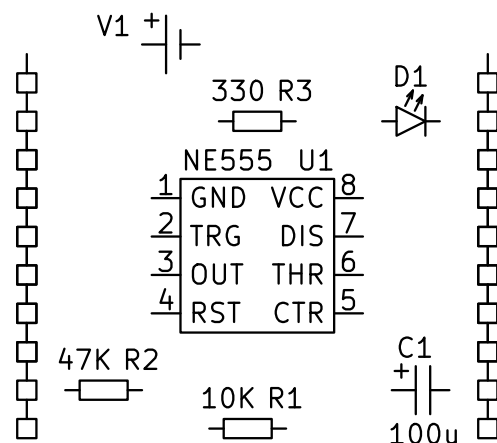 V1 +
D1
330 R3
NE555 U1
1 GND VCC 8
2 TRG DIS 7
3 OUT THR 6
4 RST CTR 5
47K R2
C1
+
10K R1
100u